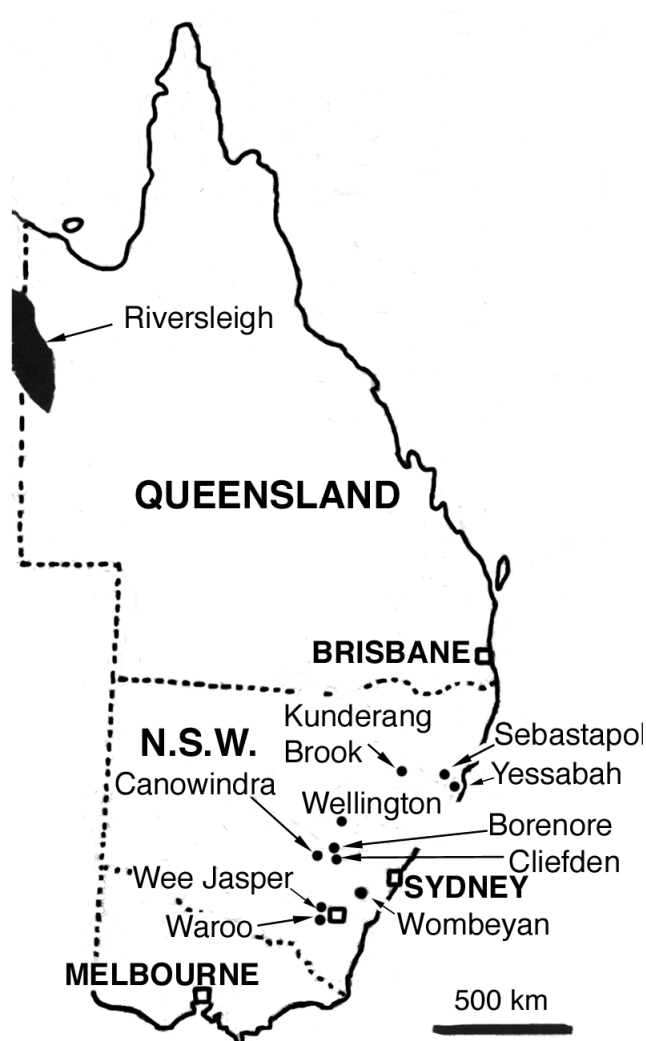 Riversleigh
QUEENSLAND
BRISBANE
Kunderang
Brook
N.S.W.
Sebastapol
Canowindra
Yessabah
Wellington
Borenore
Cliefden
Wee Jasper
SYDNEY
Waroo
Wombeyan
MELBOURNE
500 km